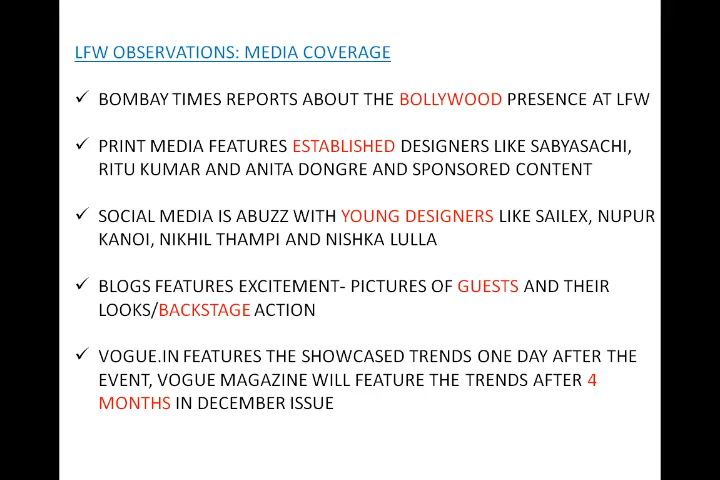 LFW OBSERVATIONS: MEDIA COVERAGE
✓ BOMBAY TIMES REPORTS ABOUT THE BOLLYWOOD PRESENCE AT LFW
✓ PRINT MEDIA FEATURES ESTABLISHED DESIGNERS LIKE SABYASACHI,
RITU KUMAR AND ANITA DONGRE AND SPONSORED CONTENT
✓ SOCIAL MEDIA IS ABUZZ WITH YOUNG DESIGNERS LIKE SAILEX, NUPUR
KANOI, NIKHIL THAMPI AND NISHKA LULLA
✓ BLOGS FEATURES EXCITEMENT- PICTURES OF GUESTS AND THEIR
LOOKS/BACKSTAGE ACTION
✓ VOGUE.IN FEATURES THE SHOWCASED TRENDS ONE DAY AFTER THE
EVENT, VOGUE MAGAZINE WILL FEATURE THE TRENDS AFTER 4
MONTHS IN DECEMBER ISSUE